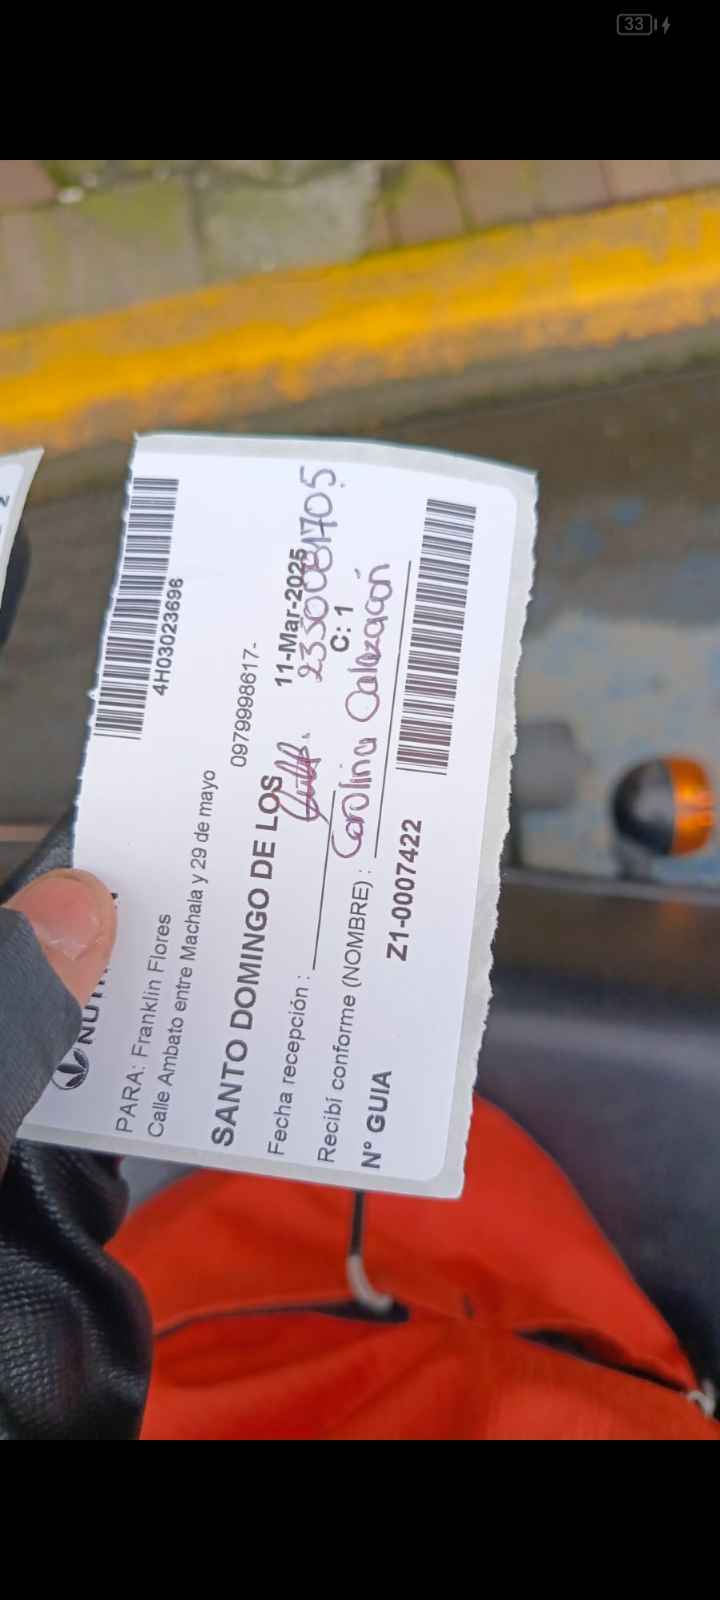 33
4H03023696
PARA: Franklin Flores
Calle Ambato entre Machala y 29 de mayo
0979998617-
SANTO DOMINGO DE LOS
Fecha recepción : 11-Mar-2025
2350081705
C: 1
Recibí conforme (NOMBRE) : Carolina Calazacón
N° GUIA Z1-0007422